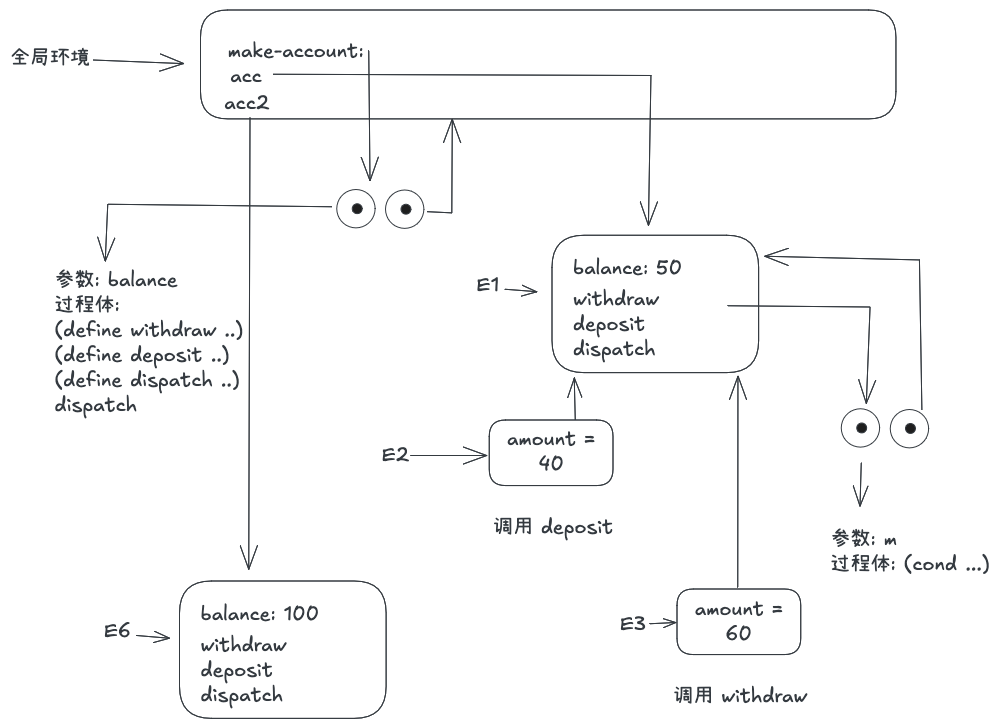 全局环境
make-account:
acc
acc2
参数: balance
过程体:
(define withdraw ..)
(define deposit ..)
(define dispatch ..)
dispatch
E1
balance: 50
withdraw
deposit
dispatch
E2
amount =
40
调用 deposit
参数: m
过程体: (cond ...)
E6
balance: 100
withdraw
deposit
dispatch
E3
amount =
60
调用 withdraw